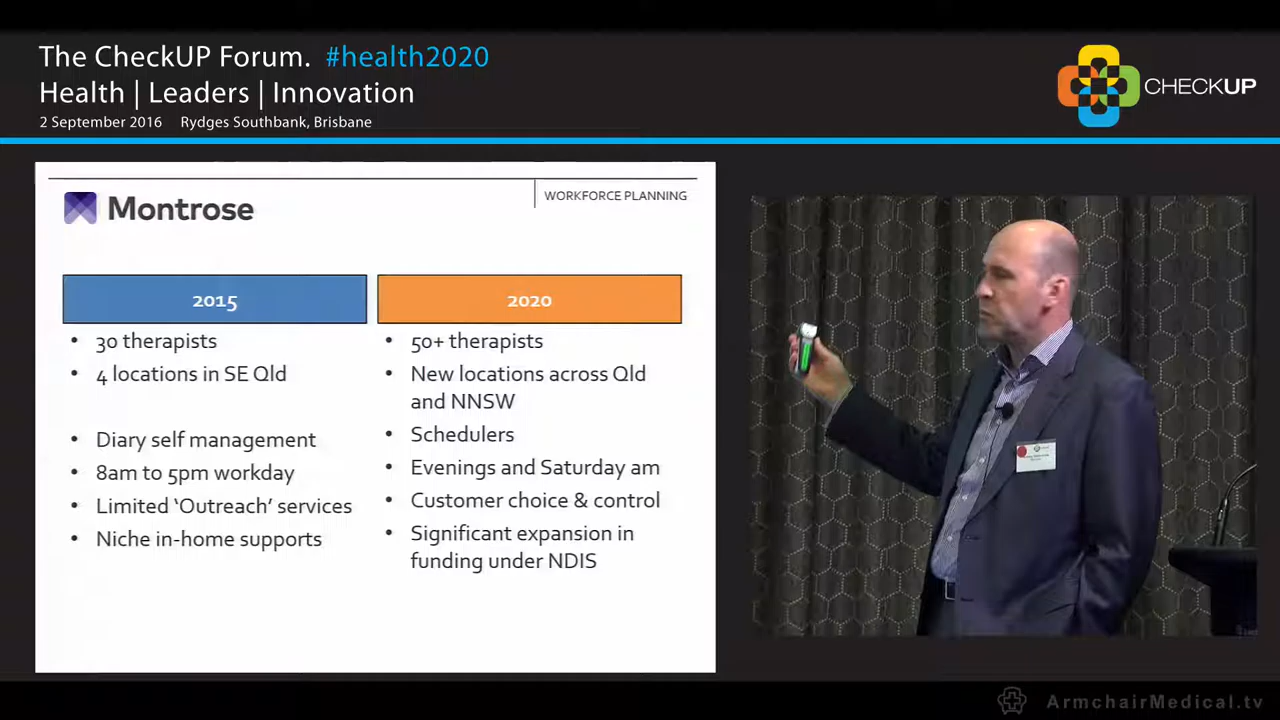 The CheckUP Forum. #health2020
Health | Leaders | Innovation
2 September 2016 Rydges Southbank, Brisbane
CHECKUP
Montrose
WORKFORCE PLANNING
2015
• 30 therapists
• 4 locations in SE Qld
• Diary self management
• 8am to 5pm workday
• Limited ‘Outreach’ services
• Niche in-home supports
2020
• 50+ therapists
• New locations across Qld
and NNSW
• Schedulers
• Evenings and Saturday am
• Customer choice & control
• Significant expansion in
funding under NDIS
ArmchairMedical.tv